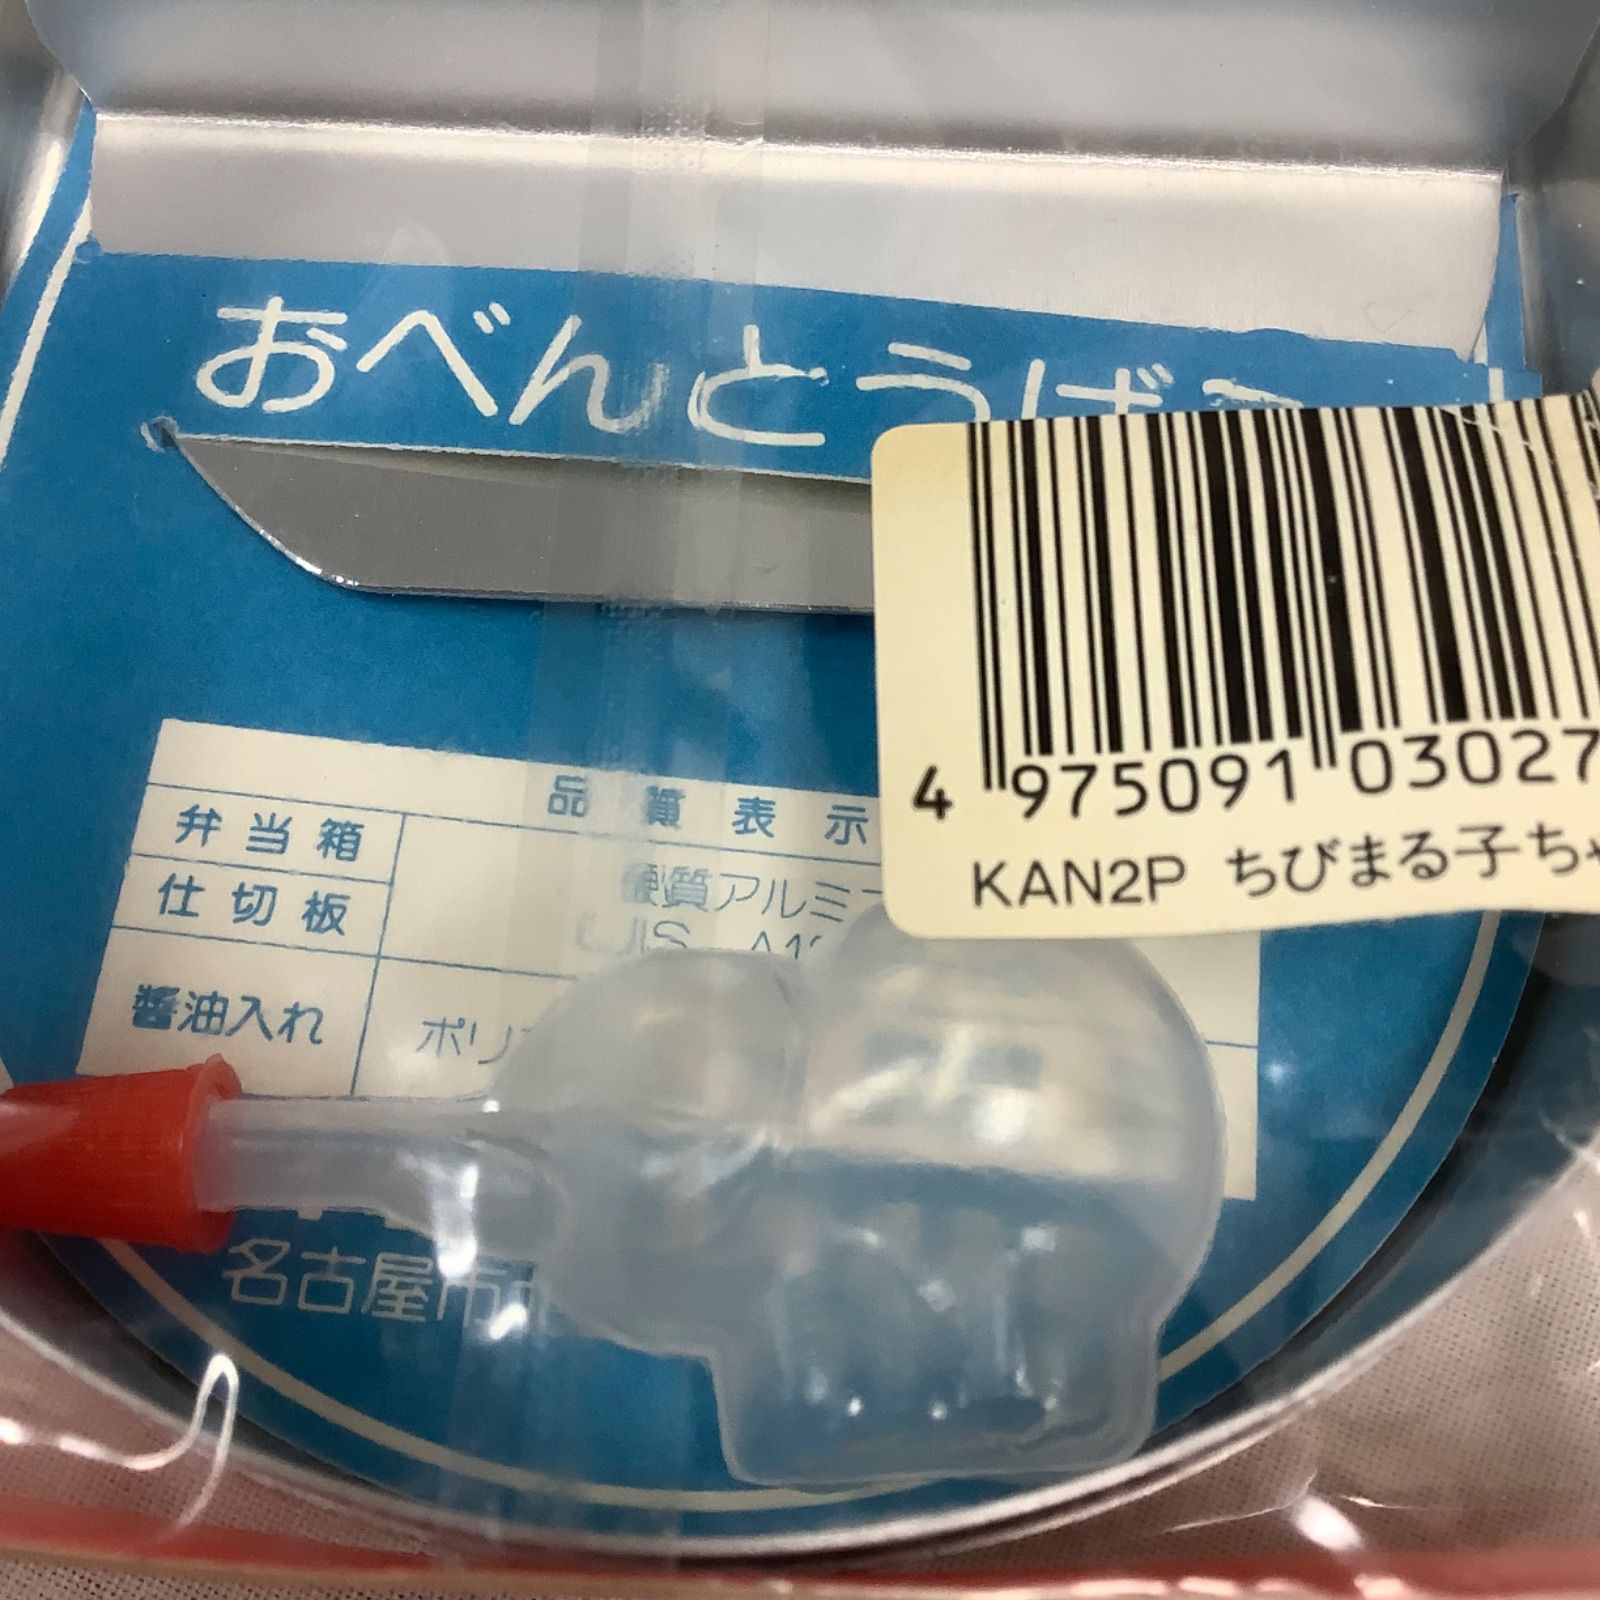 おべんとうばこ
4 975091 03027
KAN2P ちびまる子ちゃ
品質表示
弁当箱
硬質アルミ
仕切板
醤油入れ
ポリ
名古屋市